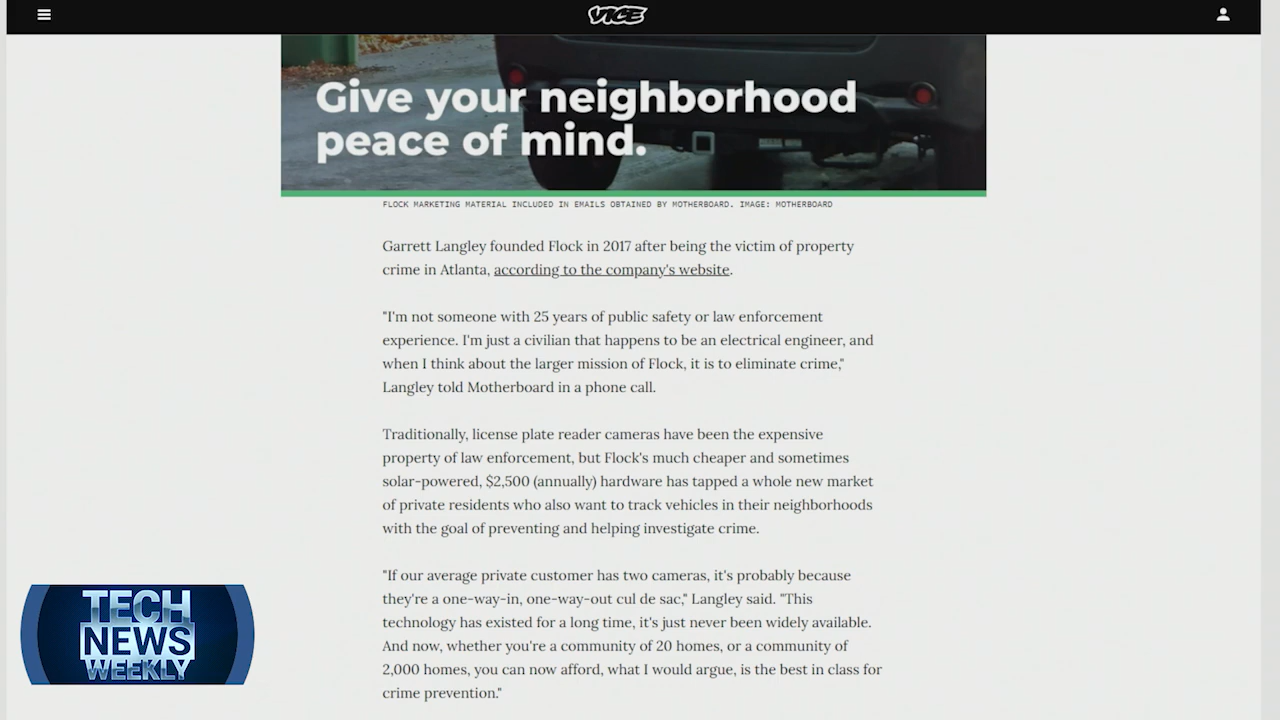 VICE
Give your neighborhood
peace of mind.
FLOCK MARKETING MATERIAL INCLUDED IN EMAILS OBTAINED BY MOTHERBOARD. IMAGE: MOTHERBOARD
Garrett Langley founded Flock in 2017 after being the victim of property
crime in Atlanta, according to the company's website.
"I'm not someone with 25 years of public safety or law enforcement
experience. I'm just a civilian that happens to be an electrical engineer, and
when I think about the larger mission of Flock, it is to eliminate crime,"
Langley told Motherboard in a phone call.
Traditionally, license plate reader cameras have been the expensive
property of law enforcement, but Flock's much cheaper and sometimes
solar-powered, $2,500 (annually) hardware has tapped a whole new market
of private residents who also want to track vehicles in their neighborhoods
with the goal of preventing and helping investigate crime.
"If our average private customer has two cameras, it's probably because
they're a one-way-in, one-way-out cul de sac," Langley said. "This
technology has existed for a long time, it's just never been widely available.
And now, whether you're a community of 20 homes, or a community of
2,000 homes, you can now afford, what I would argue, is the best in class for
crime prevention."
TECH
NEWS
WEEKLY